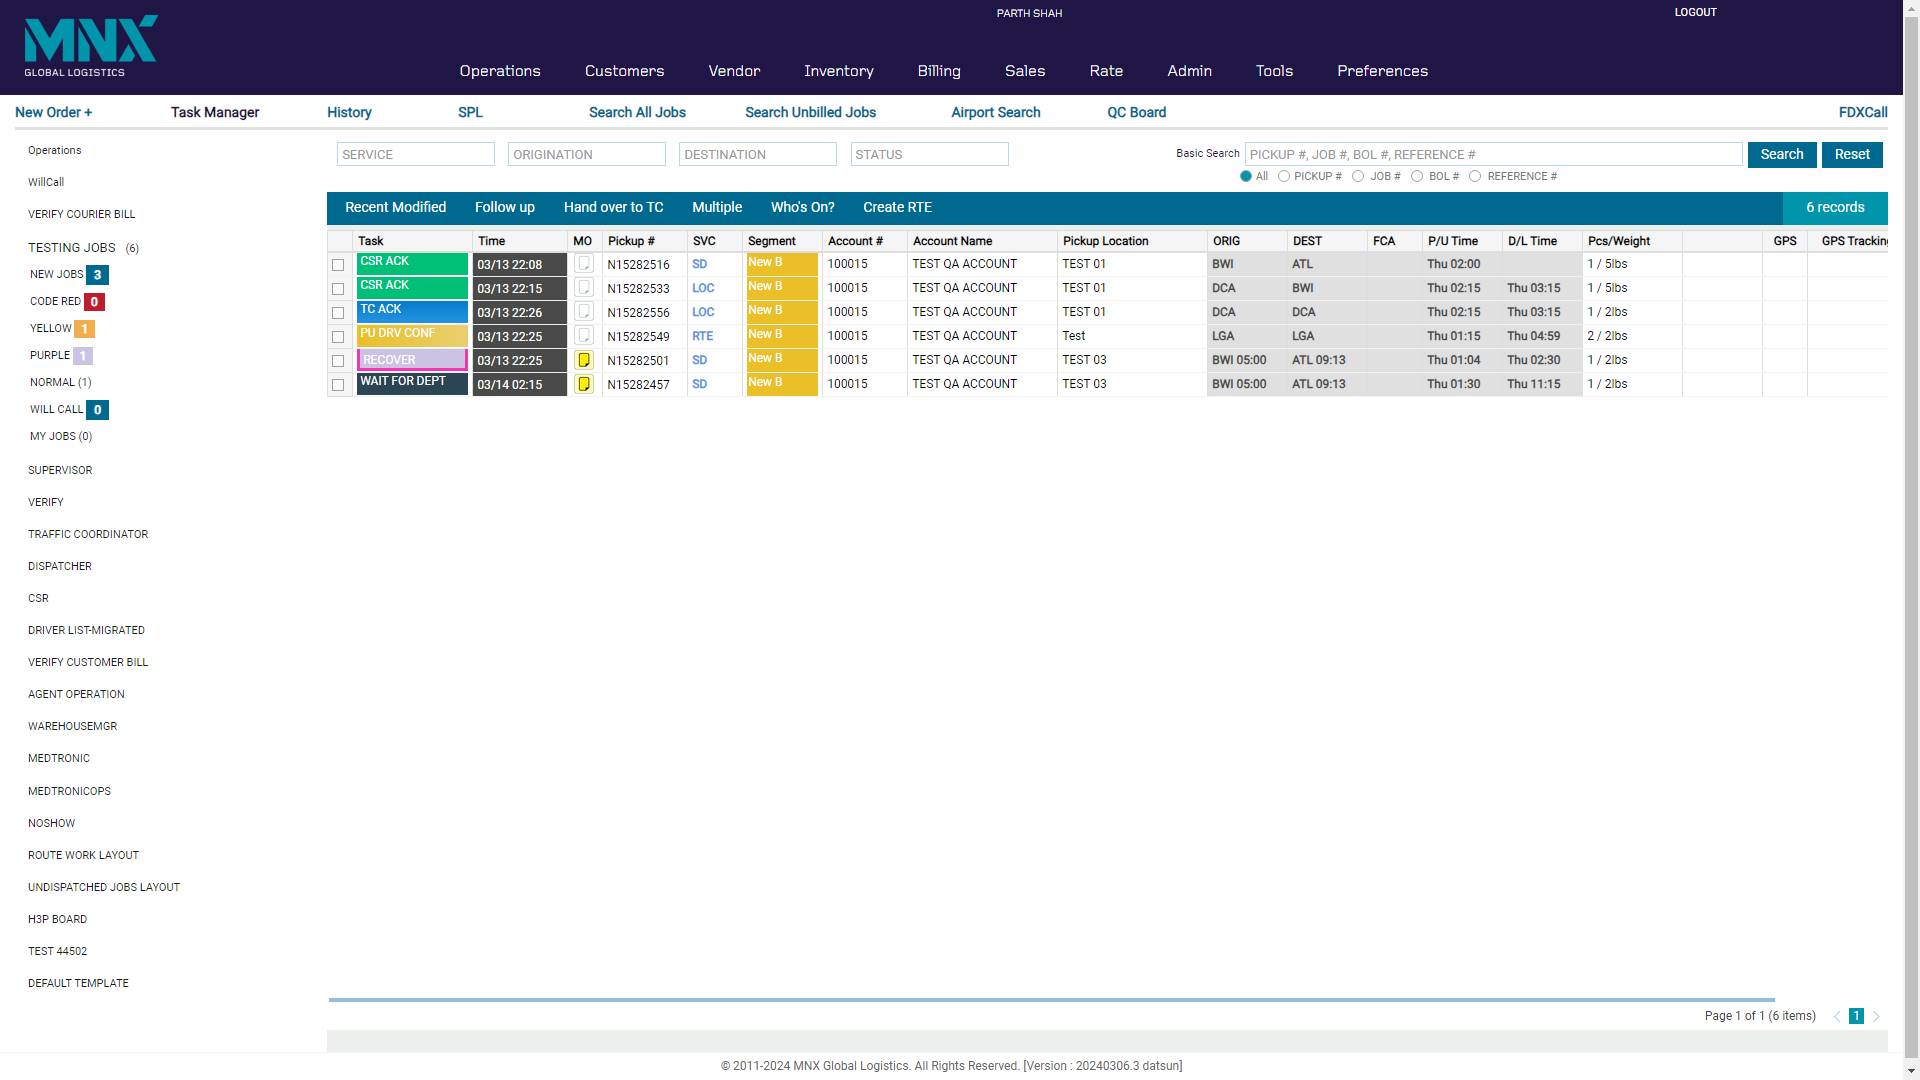 PARTH SHAH
LOGOUT
MNX
GLOBAL LOGISTICS
Operations Customers Vendor Inventory Billing Sales Rate Admin Tools Preferences
New Order + Task Manager History SPL Search All Jobs Search Unbilled Jobs Airport Search QC Board FDXCall
Operations
WillCall
VERIFY COURIER BILL
TESTING JOBS (6)
NEW JOBS 3
CODE RED 0
YELLOW 1
PURPLE 1
NORMAL (1)
WILL CALL 0
MY JOBS (0)
SUPERVISOR
VERIFY
TRAFFIC COORDINATOR
DISPATCHER
CSR
DRIVER LIST-MIGRATED
VERIFY CUSTOMER BILL
AGENT OPERATION
WAREHOUSEMGR
MEDTRONIC
MEDTRONICOPS
NOSHOW
ROUTE WORK LAYOUT
UNDISPATCHED JOBS LAYOUT
H3P BOARD
TEST 44502
DEFAULT TEMPLATE
SERVICE ORIGINATION DESTINATION STATUS Basic Search PICKUP #, JOB #, BOL #, REFERENCE # Search Reset
All PICKUP # JOB # BOL # REFERENCE #
Recent Modified Follow up Hand over to TC Multiple Who's On? Create RTE 6 records
Task Time MO Pickup # SVC Segment Account # Account Name Pickup Location ORIG DEST FCA P/U Time D/L Time Pcs/Weight GPS GPS Tracking
CSR ACK 03/13 22:08 N15282516 SD New B 100015 TEST QA ACCOUNT TEST 01 BWI ATL Thu 02:00 1 / 5lbs
CSR ACK 03/13 22:15 N15282533 LOC New B 100015 TEST QA ACCOUNT TEST 01 DCA BWI Thu 02:15 Thu 03:15 1 / 5lbs
TC ACK 03/13 22:26 N15282556 LOC New B 100015 TEST QA ACCOUNT TEST 01 DCA DCA Thu 02:15 Thu 03:15 1 / 2lbs
PU DRV CONF 03/13 22:25 N15282549 RTE New B 100015 TEST QA ACCOUNT Test LGA LGA Thu 01:15 Thu 04:59 2 / 2lbs
RECOVER 03/13 22:25 N15282501 SD New B 100015 TEST QA ACCOUNT TEST 03 BWI 05:00 ATL 09:13 Thu 01:04 Thu 02:30 1 / 2lbs
WAIT FOR DEPT 03/14 02:15 N15282457 SD New B 100015 TEST QA ACCOUNT TEST 03 BWI 05:00 ATL 09:13 Thu 01:30 Thu 11:15 1 / 2lbs
Page 1 of 1 (6 items) 1
© 2011-2024 MNX Global Logistics. All Rights Reserved. [Version : 20240306.3 datsun]